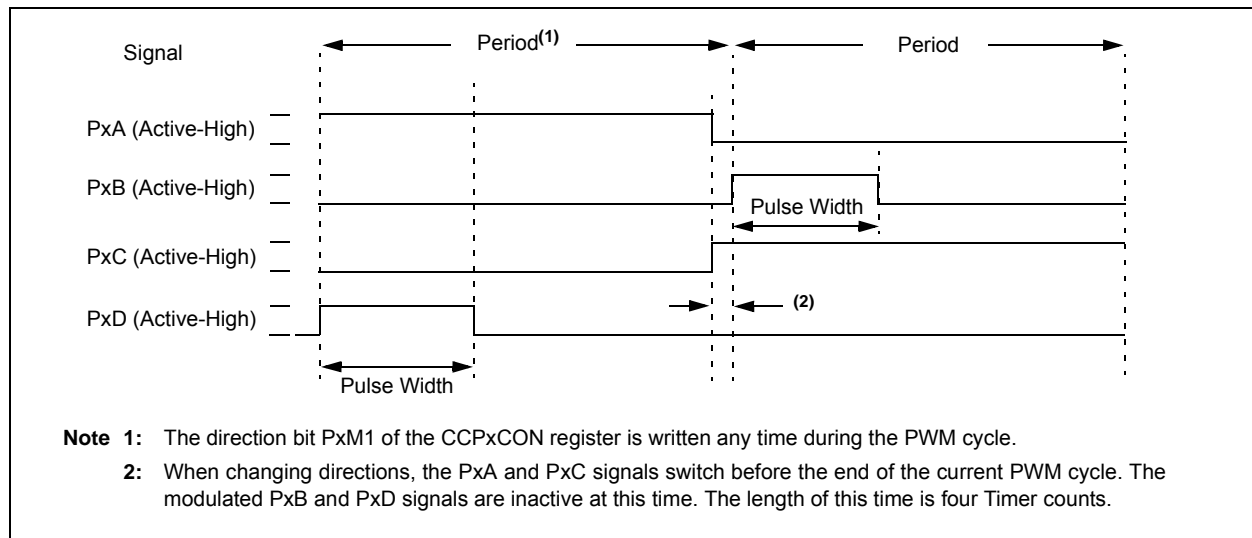 Signal
Period(1)
Period
PxA (Active-High)
PxB (Active-High)
Pulse Width
PxC (Active-High)
(2)
PxD (Active-High)
Pulse Width
Note 1: The direction bit PxM1 of the CCPxCON register is written any time during the PWM cycle.
2: When changing directions, the PxA and PxC signals switch before the end of the current PWM cycle. The
modulated PxB and PxD signals are inactive at this time. The length of this time is four Timer counts.